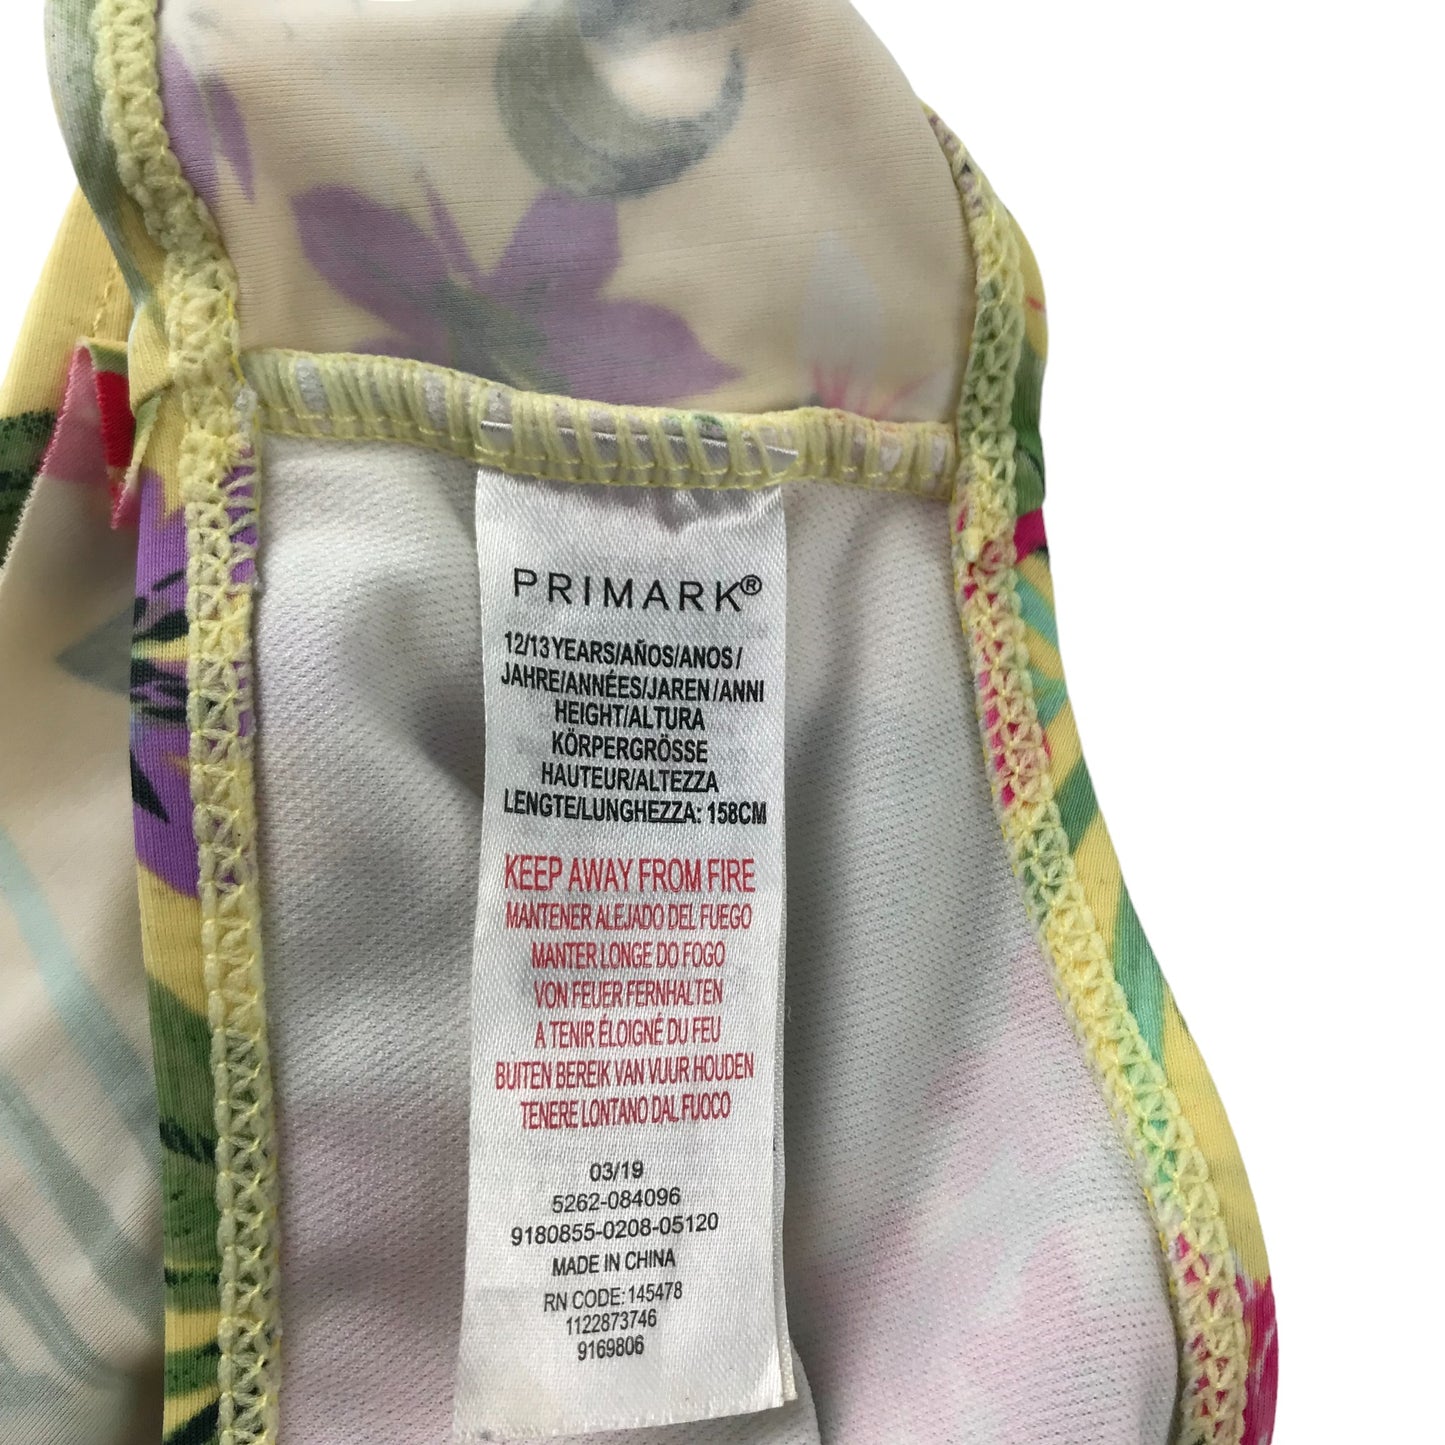 PRIMARK®
12/13 YEARS/AÑOS/ANOS/
JAHRE/ANNÉES/JAREN/ANNI
HEIGHT/ALTURA
KÖRPERGRÖSSE
HAUTEUR/ALTEZZA
LENGTE/LUNGHEZZA: 158CM
KEEP AWAY FROM FIRE
MANTENER ALEJADO DEL FUEGO
MANTER LONGE DO FOGO
VON FEUER FERNHALTEN
A TENIR ÉLOIGNÉ DU FEU
BUITEN BEREIK VAN VUUR HOUDEN
TENERE LONTANO DAL FUOCO
03/19
5262-084096
9180855-0208-05120
MADE IN CHINA
RN CODE: 145478
1122873746
9169806